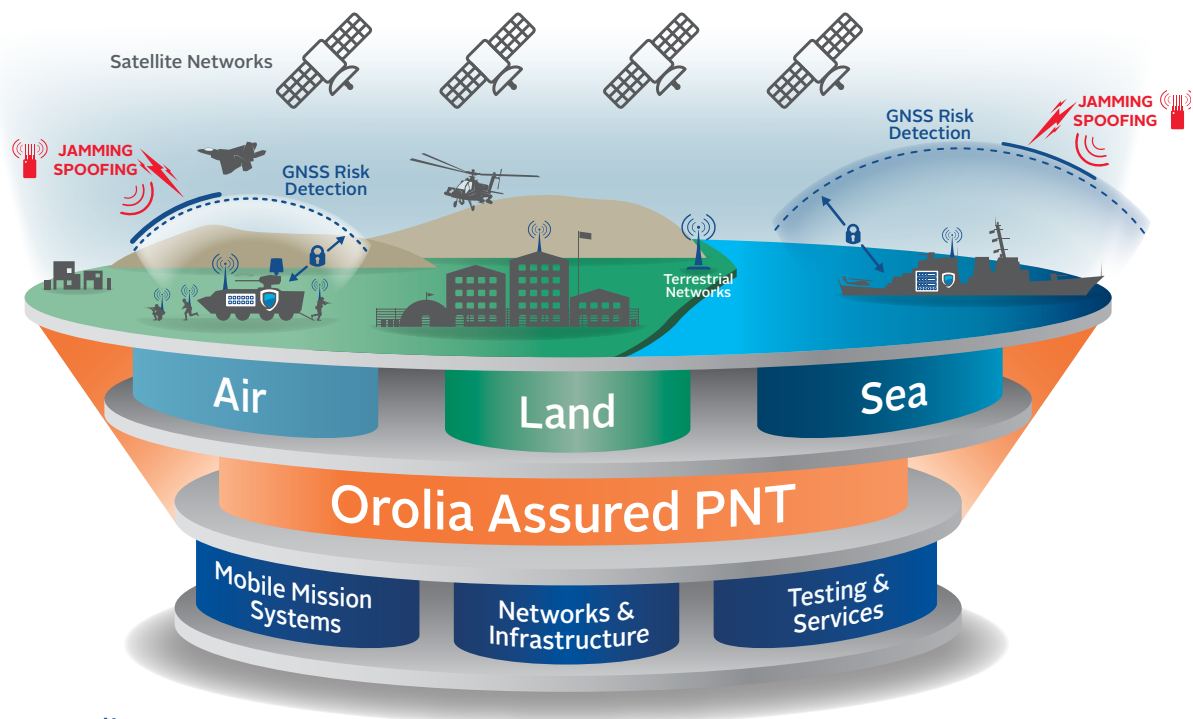 Satellite Networks
JAMMING
SPOOFING
GNSS Risk
Detection
GNSS Risk
Detection
JAMMING
SPOOFING
Terrestrial
Networks
Air
Land
Sea
Orolia Assured PNT
Mobile Mission
Systems
Networks &
Infrastructure
Testing &
Services